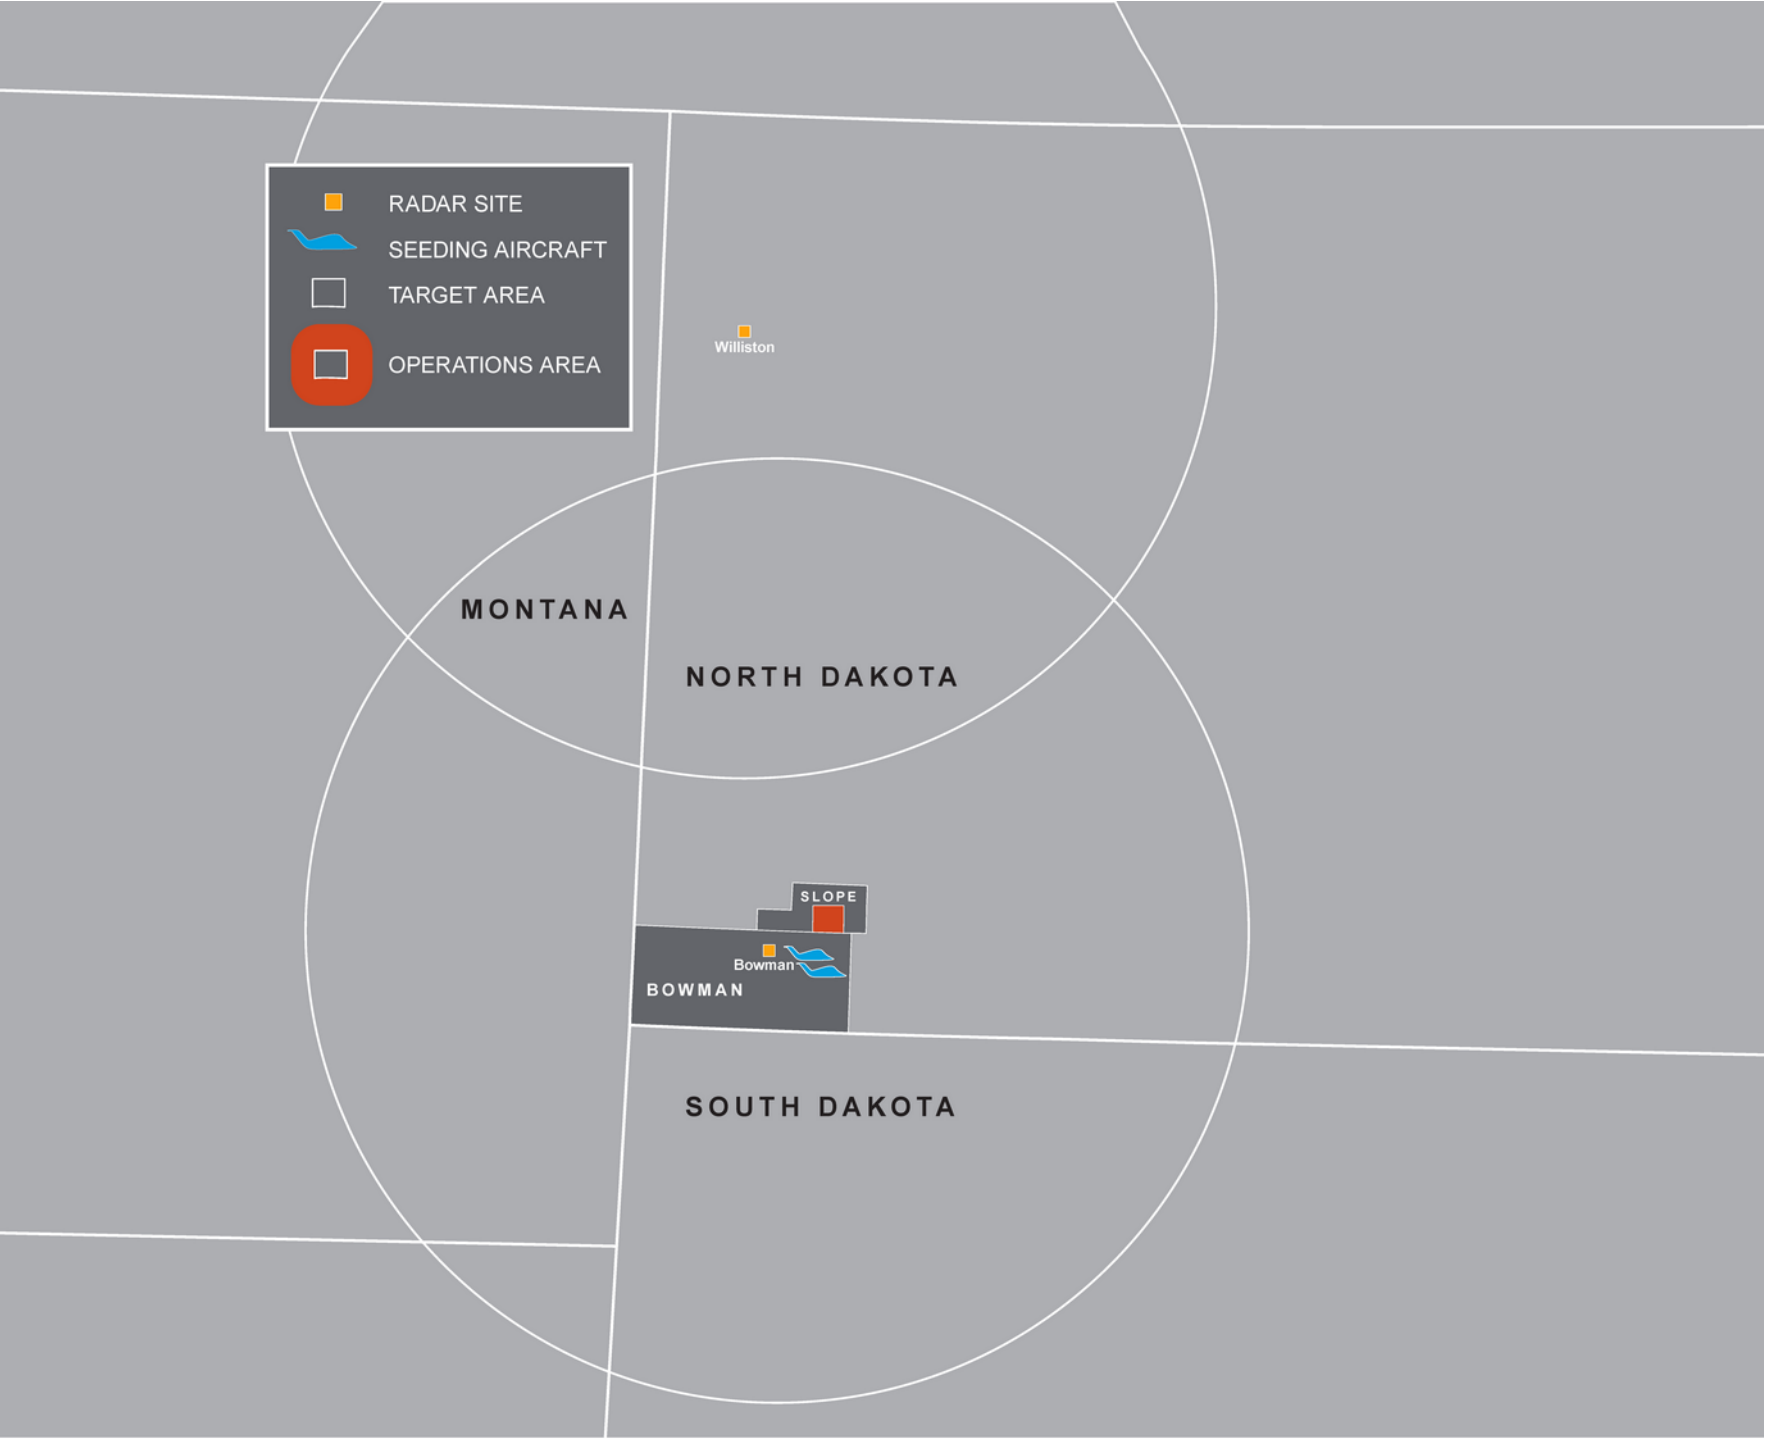 RADAR SITE
SEEDING AIRCRAFT
TARGET AREA
OPERATIONS AREA
Williston
MONTANA
NORTH DAKOTA
SLOPE
Bowman
BOWMAN
SOUTH DAKOTA